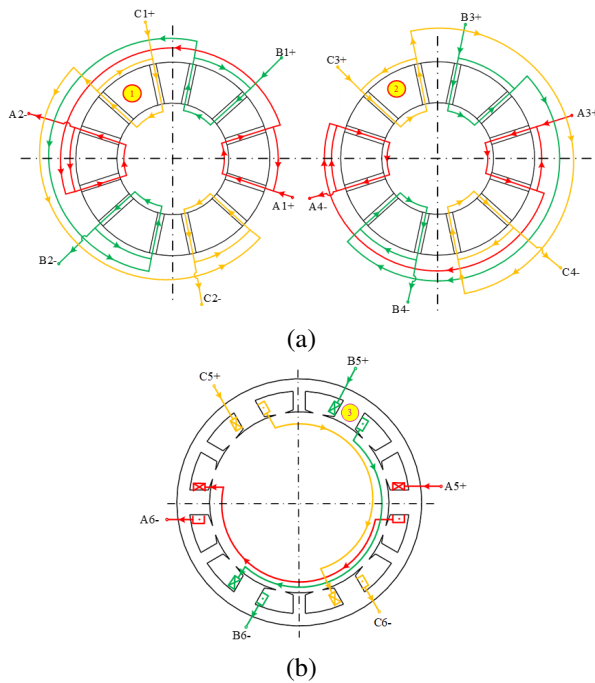 C1+
B1+
1
A2-
A1+
B2-
C2-
B3+
C3+
2
A3+
A4-
C4-
B4-
(a)
B5+
C5+
3
A5+
A6-
B6-
C6-
(b)